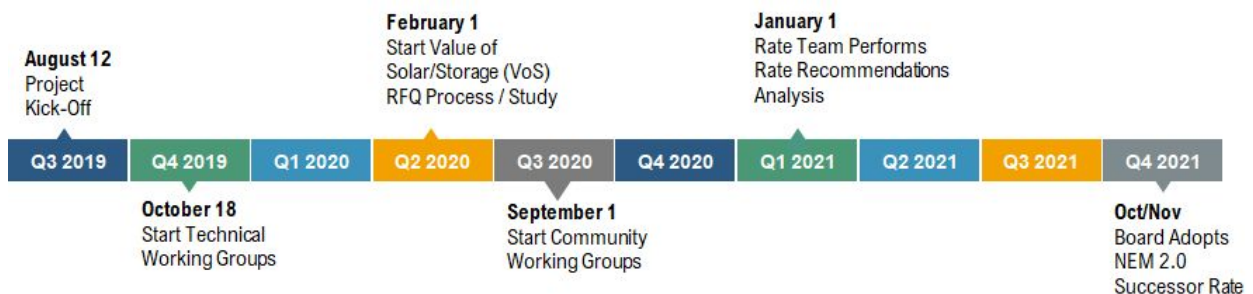 August 12
Project
Kick-Off
February 1
Start Value of
Solar/Storage (VoS)
RFQ Process / Study
January 1
Rate Team Performs
Rate Recommendations
Analysis
Q3 2019
Q4 2019
Q1 2020
Q2 2020
Q3 2020
Q4 2020
Q1 2021
Q2 2021
Q3 2021
Q4 2021
October 18
Start Technical
Working Groups
September 1
Start Community
Working Groups
Oct/Nov
Board Adopts
NEM 2.0
Successor Rate